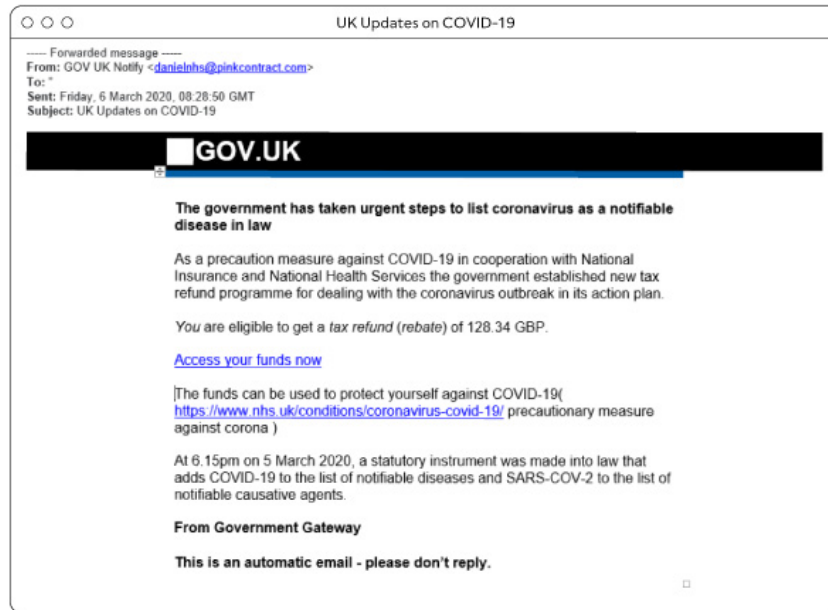 UK Updates on COVID-19
----- Forwarded message -----
From: GOV UK Notify <danielnhs@pinkcontract.com>
To: "
Sent: Friday, 6 March 2020, 08:28:50 GMT
Subject: UK Updates on COVID-19
GOV.UK
The government has taken urgent steps to list coronavirus as a notifiable
disease in law
As a precaution measure against COVID-19 in cooperation with National
Insurance and National Health Services the government established new tax
refund programme for dealing with the coronavirus outbreak in its action plan.
You are eligible to get a tax refund (rebate) of 128.34 GBP.
Access your funds now
The funds can be used to protect yourself against COVID-19(
https://www.nhs.uk/conditions/coronavirus-covid-19/ precautionary measure
against corona )
At 6.15pm on 5 March 2020, a statutory instrument was made into law that
adds COVID-19 to the list of notifiable diseases and SARS-COV-2 to the list of
notifiable causative agents.
From Government Gateway
This is an automatic email - please don't reply.